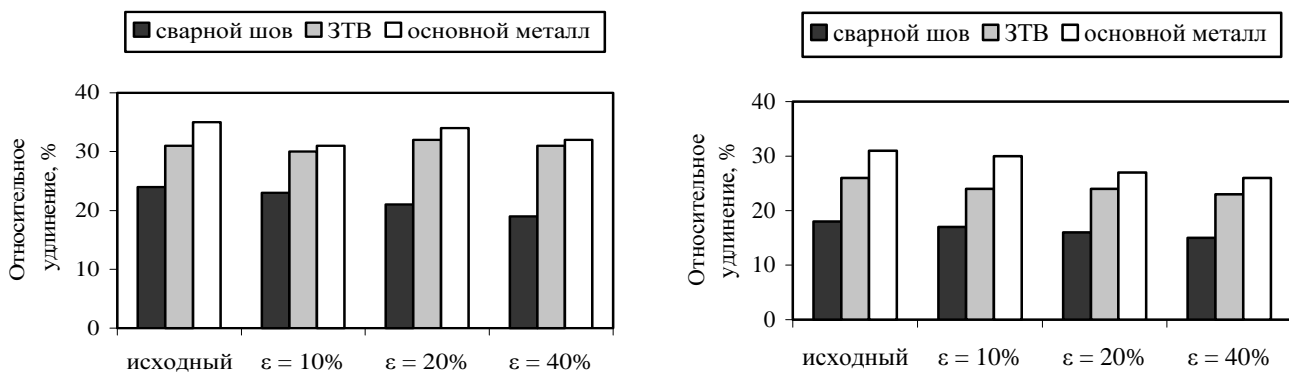 сварной шов ЗТВ основной металл
Относительное
удлинение, %
40
30
20
10
0
исходный ε = 10% ε = 20% ε = 40%
сварной шов ЗТВ основной металл
Относительное
удлинение, %
40
30
20
10
0
исходный ε = 10% ε = 20% ε = 40%